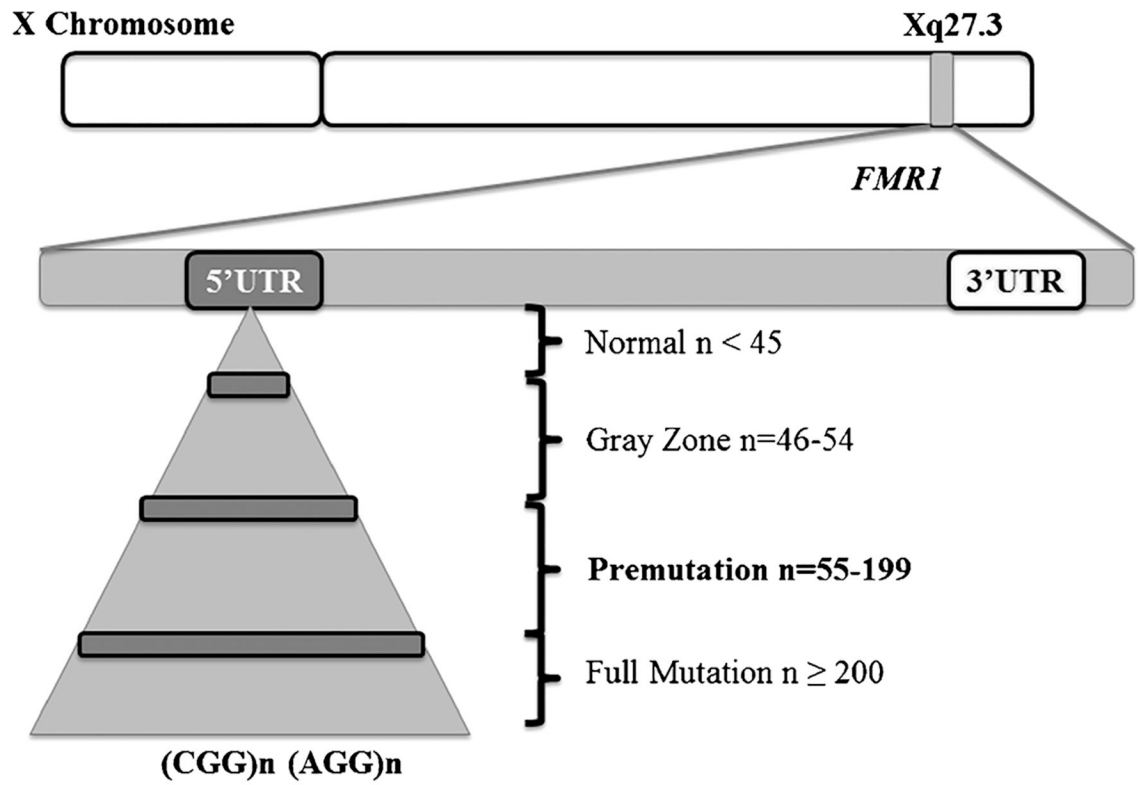 X Chromosome
Xq27.3
FMR1
5’UTR
3’UTR
Normal n < 45
Gray Zone n=46-54
Premutation n=55-199
Full Mutation n ≥ 200
(CGG)n (AGG)n